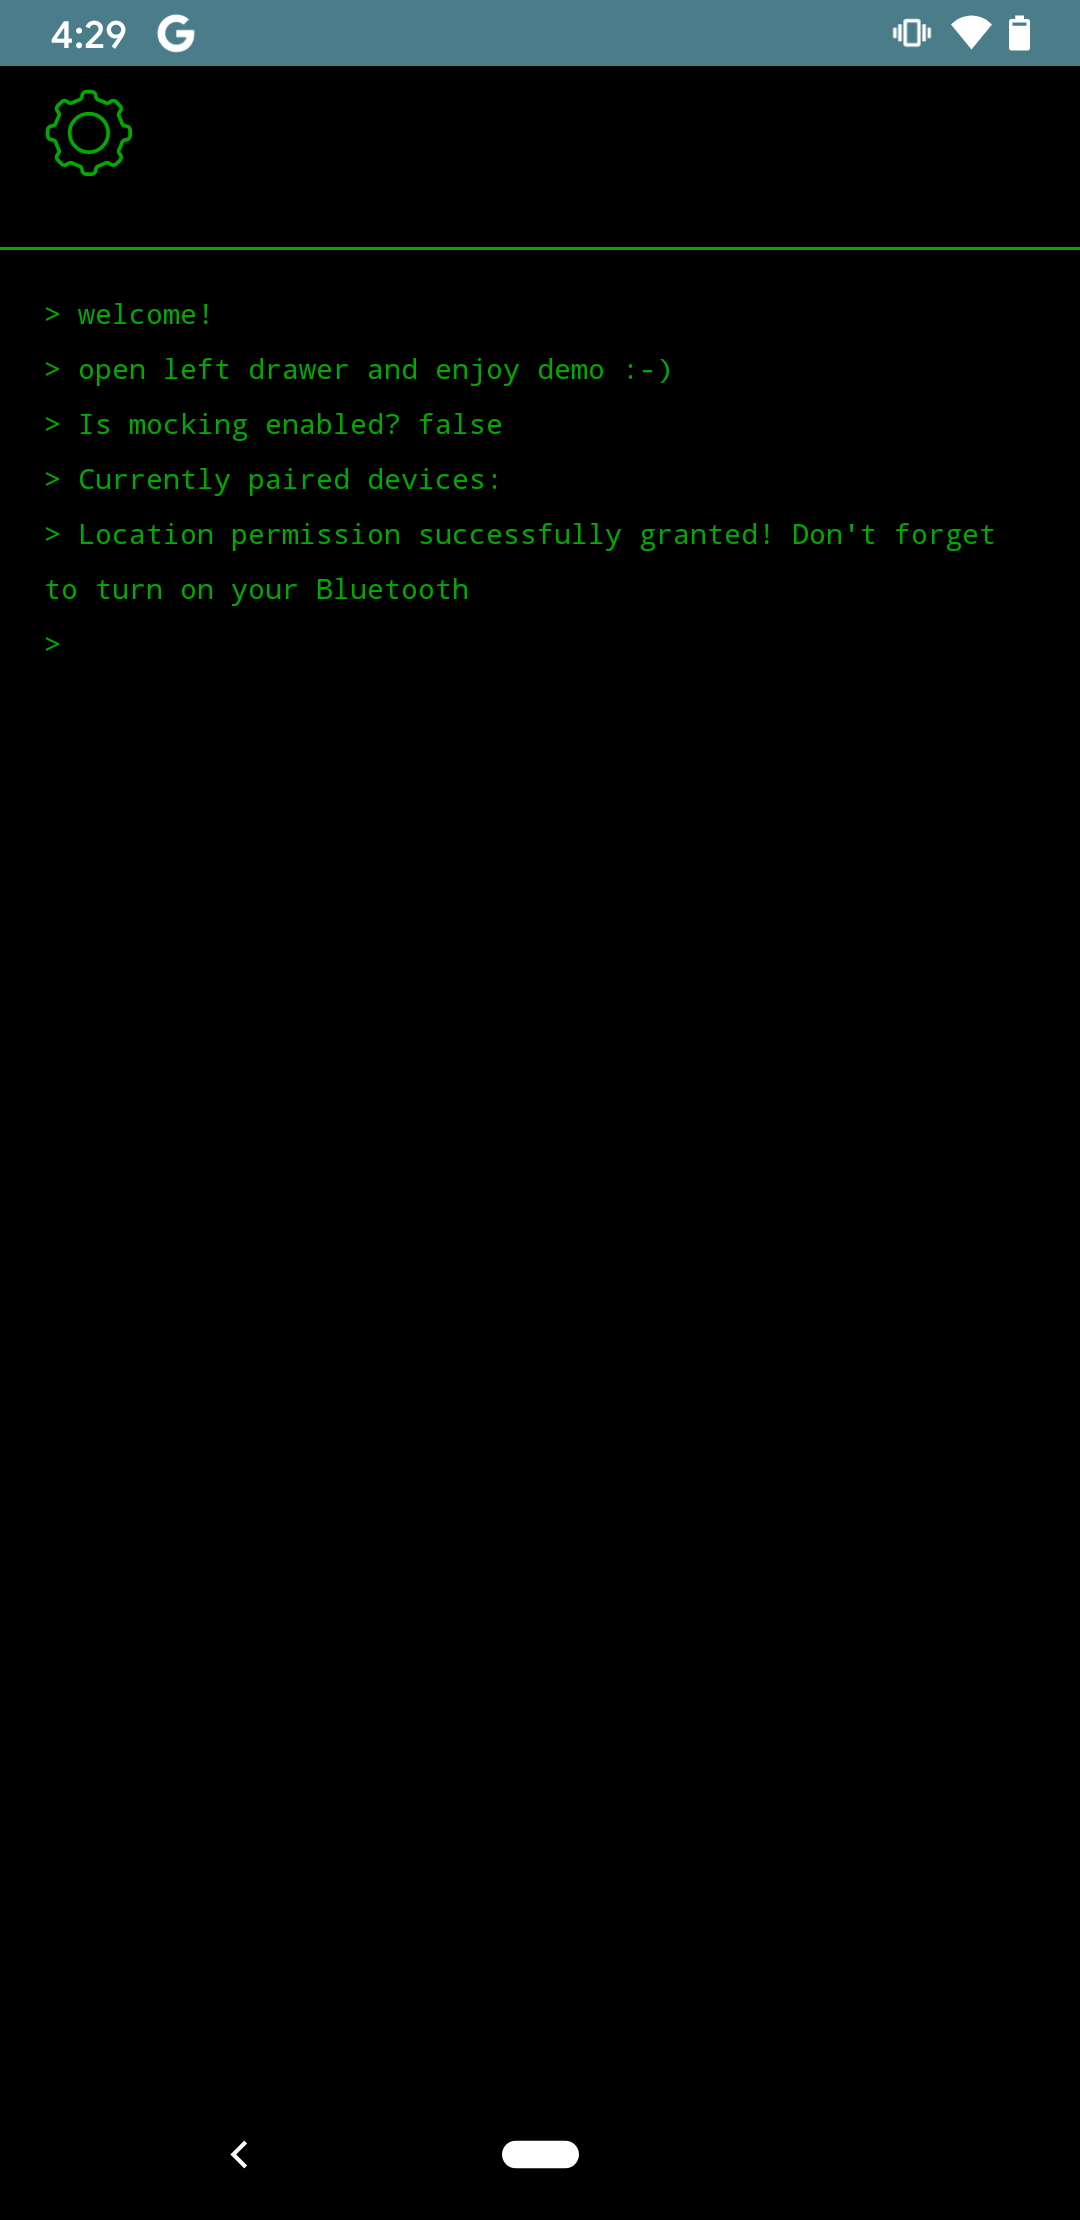 4:29
> welcome!
> open left drawer and enjoy demo :-)
> Is mocking enabled? false
> Currently paired devices:
> Location permission successfully granted! Don't forget
to turn on your Bluetooth
>